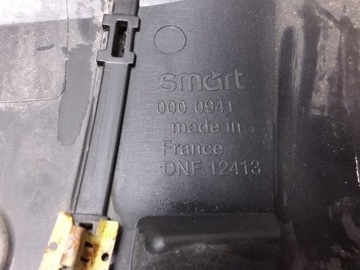 smart
000 0941
made in
France
DNF 12413